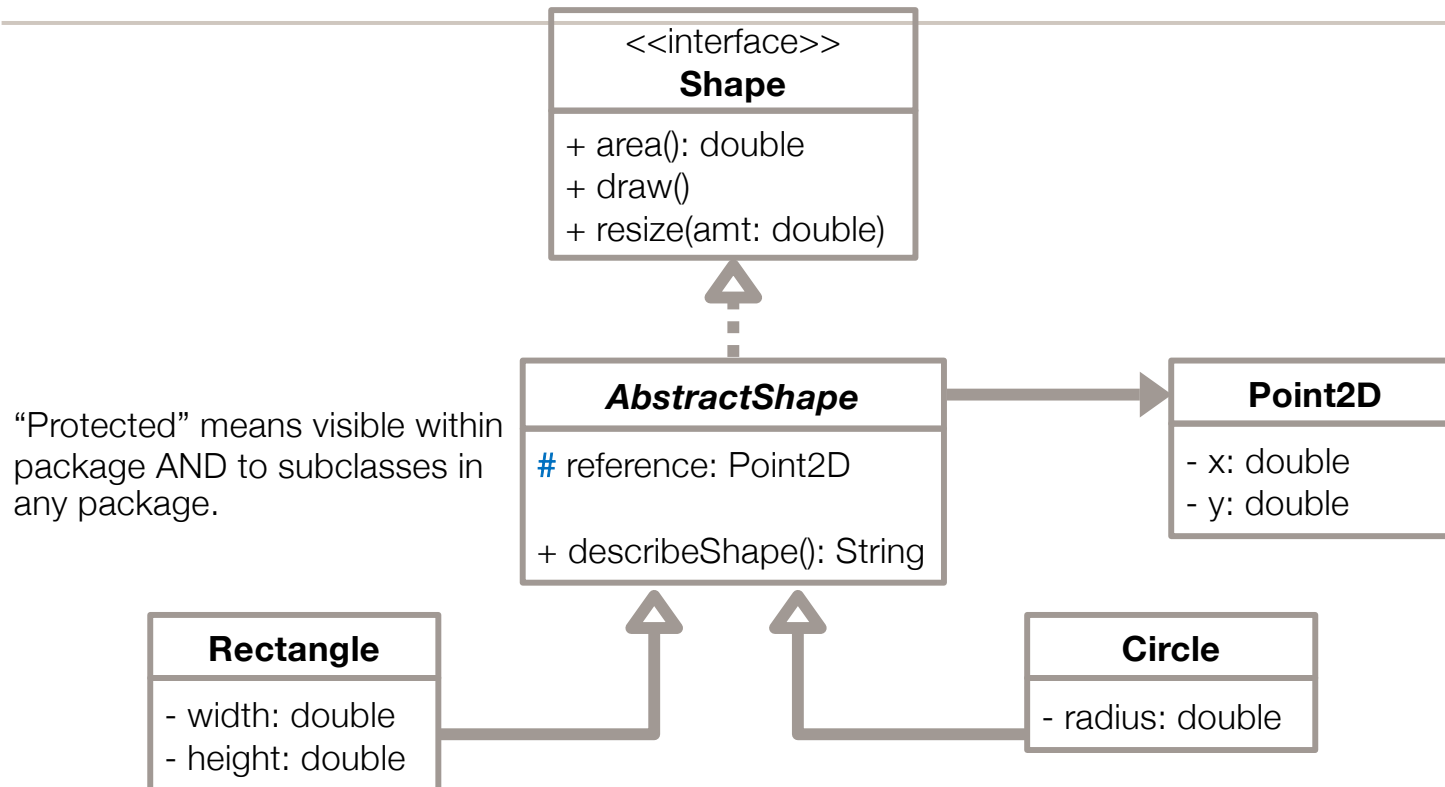 <<interface>>
Shape
+ area(): double
+ draw()
+ resize(amt: double)
“Protected” means visible within
package AND to subclasses in
any package.
AbstractShape
# reference: Point2D
+ describeShape(): String
Point2D
- x: double
- y: double
Rectangle
- width: double
- height: double
Circle
- radius: double